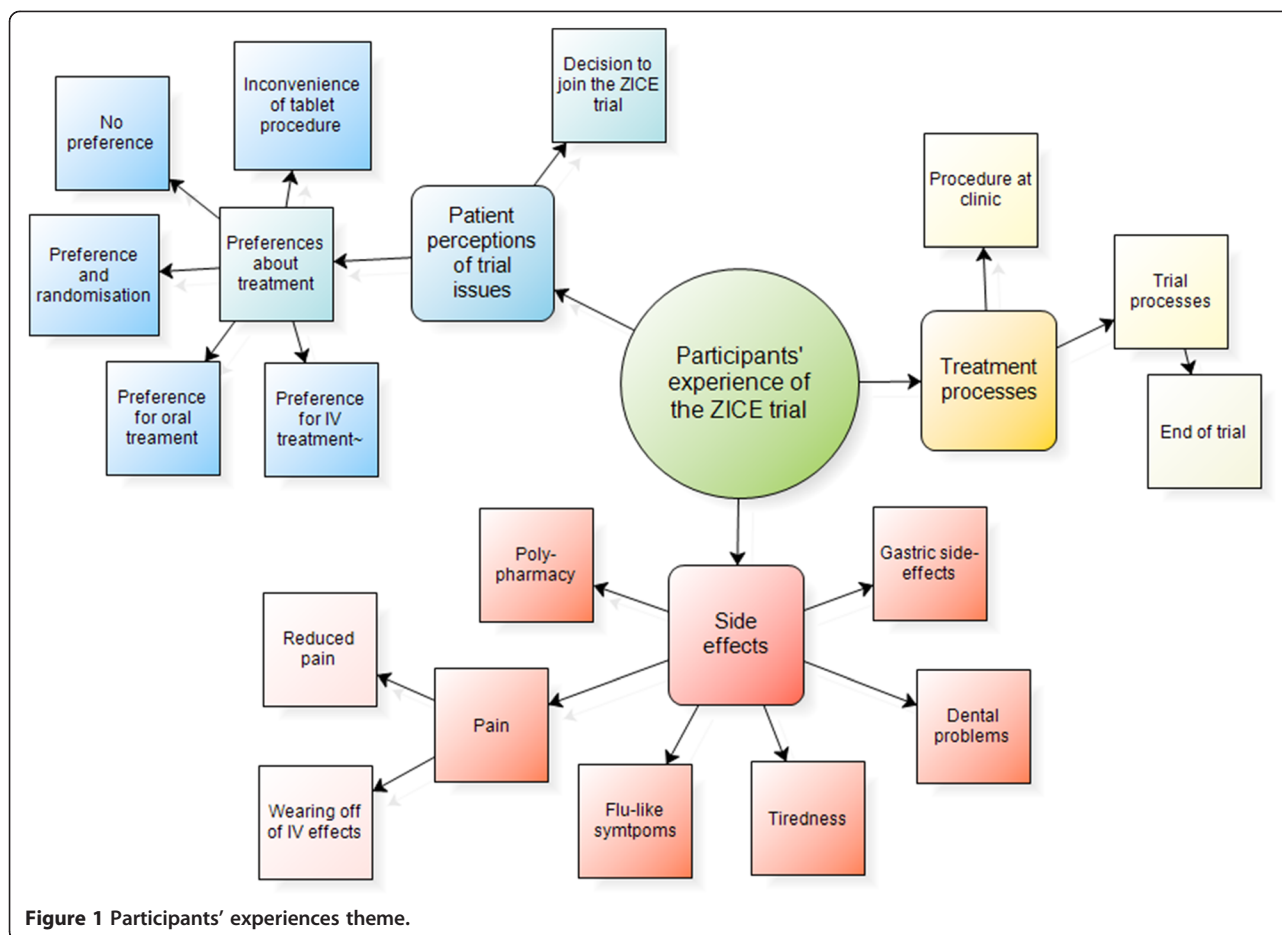 Decision to
join the ZICE
trial
Inconvenience
of tablet
procedure
No
preference
Procedure at
clinic
Patient
perceptions
of trial
issues
Preferences
about
treatment
Preference
and
randomisation
Trial
processes
Participants'
experience of
the ZICE trial
Treatment
processes
Preference
for oral
treament
Preference
for IV
treatment~
End of trial
Poly-
pharmacy
Gastric side-
effects
Side
effects
Reduced
pain
Pain
Dental
problems
Wearing off
of IV effects
Flu-like
symtpoms
Tiredness
Figure 1 Participants’ experiences theme.